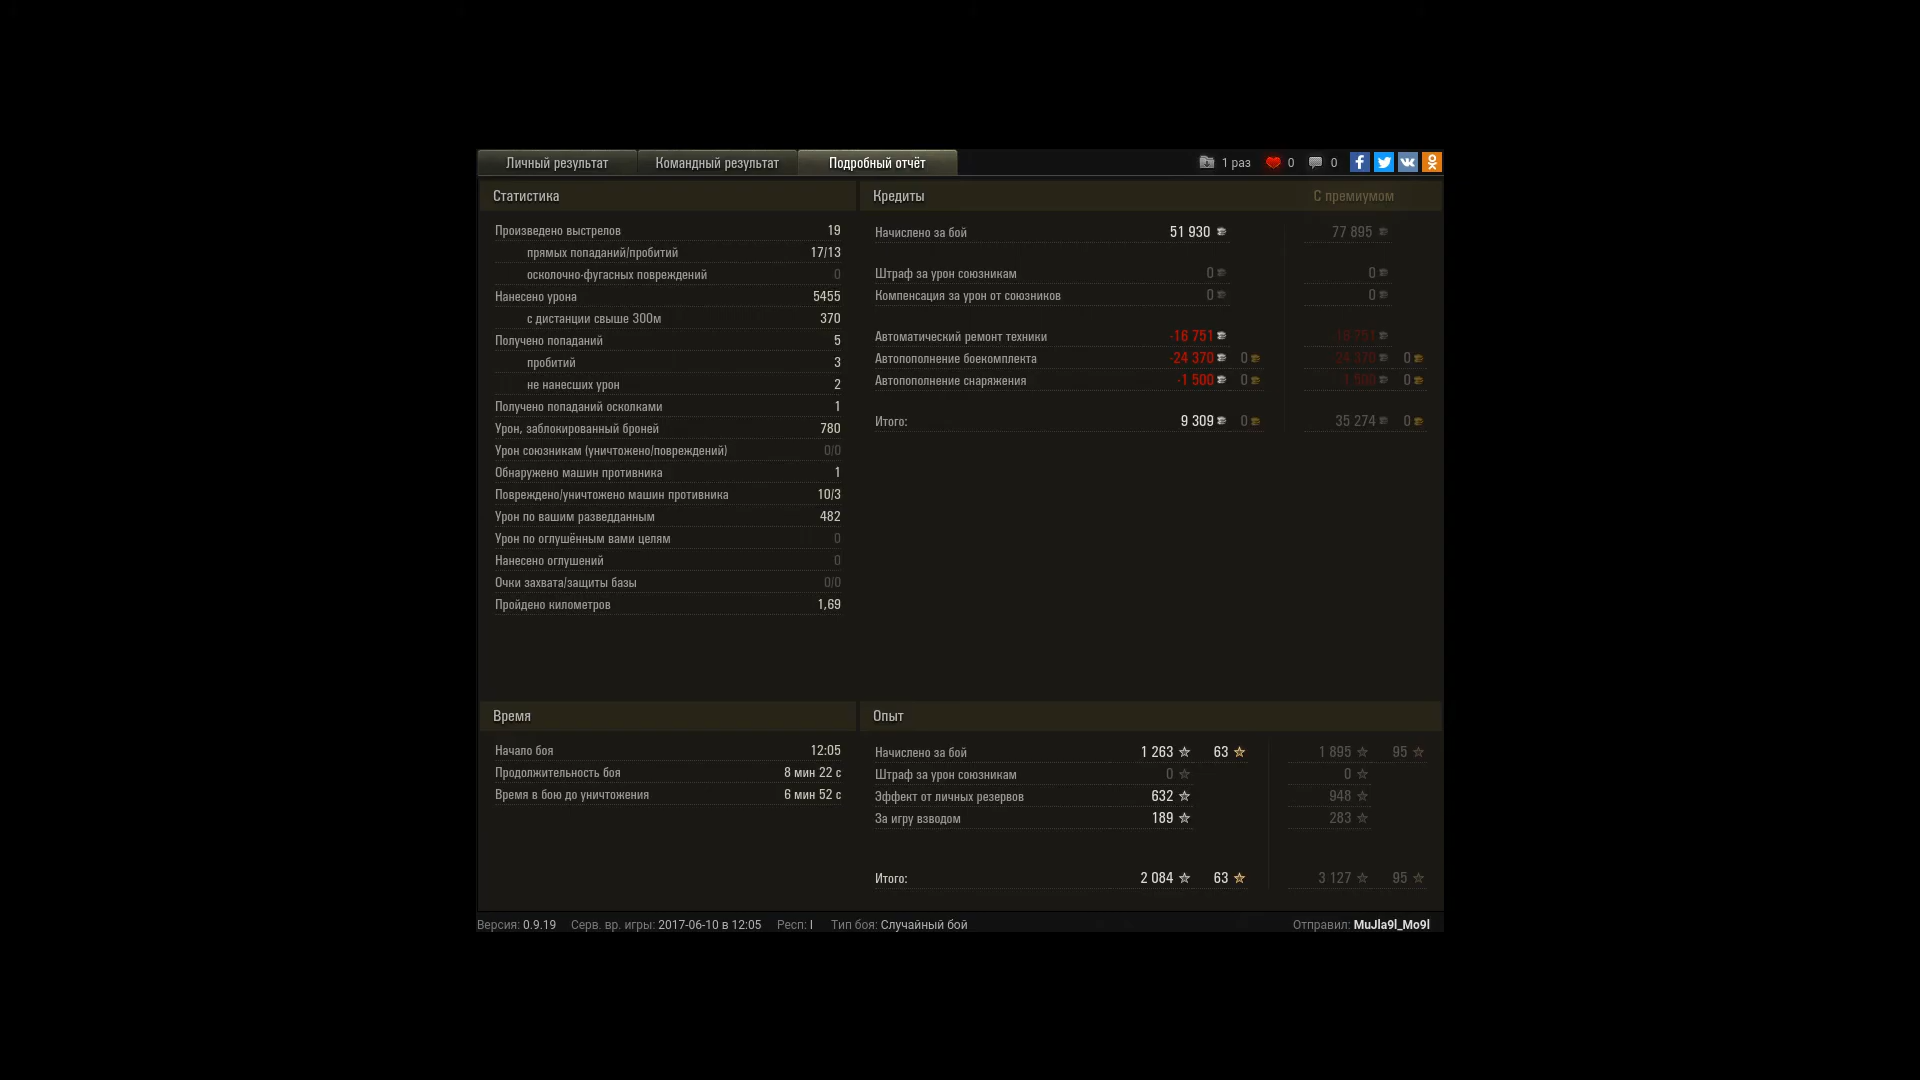 Личный результат Командный результат Подробный отчёт 1 раз 0 0
Статистика
Произведено выстрелов 19
прямых попаданий/пробитий 17/13
осколочно-фугасных повреждений 0
Нанесено урона 5455
с дистанции свыше 300м 370
Получено попаданий 5
пробитий 3
не нанесших урон 2
Получено попаданий осколками 1
Урон, заблокированный броней 780
Урон союзникам (уничтожено/повреждений) 0/0
Обнаружено машин противника 1
Повреждено/уничтожено машин противника 10/3
Урон по вашим разведданным 482
Урон по оглушённым вами целям 0
Нанесено оглушений 0
Очки захвата/защиты базы 0/0
Пройдено километров 1,69
Кредиты С премиумом
Начислено за бой 51 930 77 895
Штраф за урон союзникам 0 0
Компенсация за урон от союзников 0 0
Автоматический ремонт техники -16 751 -16 751
Автопополнение боекомплекта -24 370 0 -24 370 0
Автопополнение снаряжения -1 500 0 -1 500 0
Итого: 9 309 0 35 274 0
Время
Начало боя 12:05
Продолжительность боя 8 мин 22 с
Время в бою до уничтожения 6 мин 52 с
Опыт
Начислено за бой 1 263 63 1 895 95
Штраф за урон союзникам 0 0
Эффект от личных резервов 632 948
За игру взводом 189 283
Итого: 2 084 63 3 127 95
Версия: 0.9.19 Серв. вр. игры: 2017-06-10 в 12:05 Респ: I Тип боя: Случайный бой Отправил: MuJla9l_Mo9l